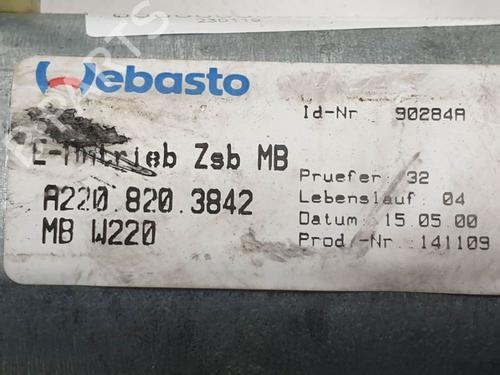 230119
Webasto
Id-Nr 90284A
E-Antrieb Zsb MB
A220 820 3842
MB W220
Pruefer: 32
Lebenslauf: 04
Datum: 15.05.00
Prod.-Nr. 141109